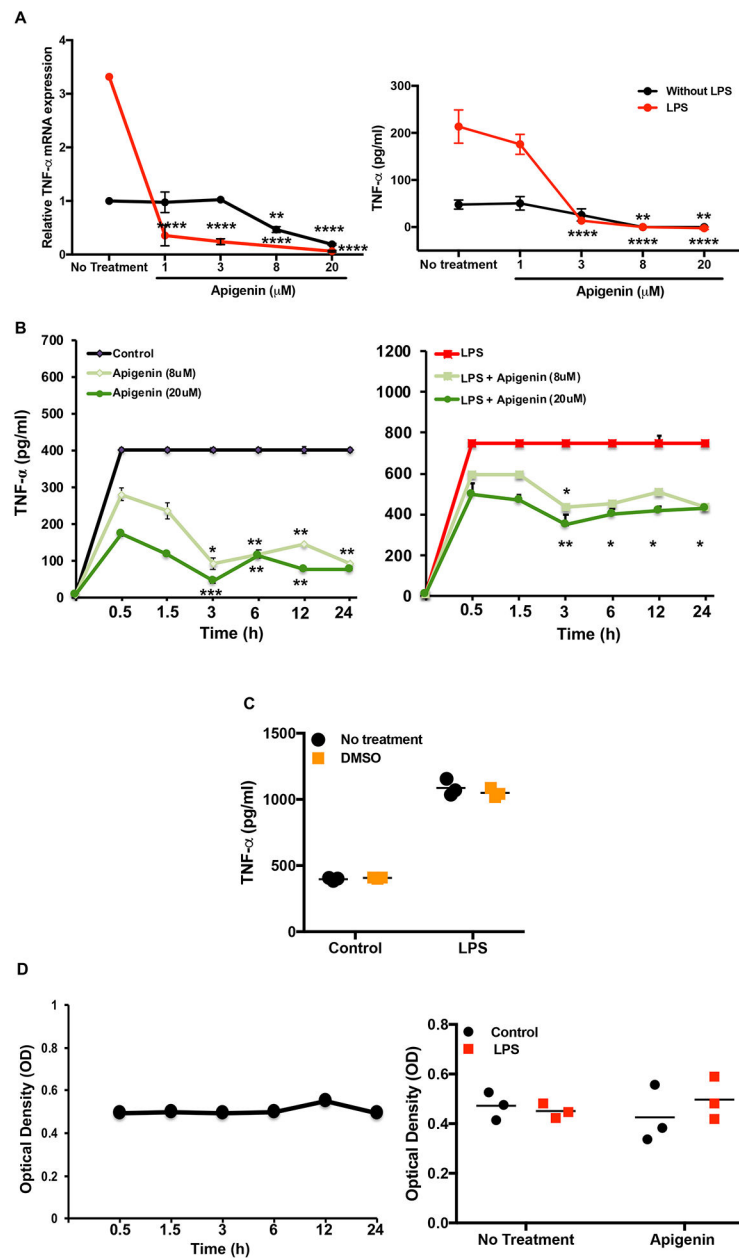 A
Relative TNF-α mRNA expression
4
3
2
1
0
**** **** ** ****
**** ****
No Treatment 1 3 8 20
Apigenin (μM)
TNF-α (pg/ml)
300
200
100
0
Without LPS
LPS
** **
**** **** ****
No treatment 1 3 8 20
Apigenin (μM)
B
TNF-α (pg/ml)
700
600
500
400
300
200
100
0
Control
Apigenin (8uM)
Apigenin (20uM)
* ** ** **
*** ** **
0.5 1.5 3 6 12 24
Time (h)
1200
1000
800
600
400
200
0
LPS
LPS + Apigenin (8uM)
LPS + Apigenin (20uM)
*
** * * *
0.5 1.5 3 6 12 24
Time (h)
C
TNF-α (pg/ml)
1500
1000
500
0
No treatment
DMSO
Control LPS
D
Optical Density (OD)
1
0.8
0.6
0.4
0.2
0
0.5 1.5 3 6 12 24
Time (h)
Optical Density (OD)
0.8
0.6
0.4
0.2
0.0
Control
LPS
No Treatment Apigenin